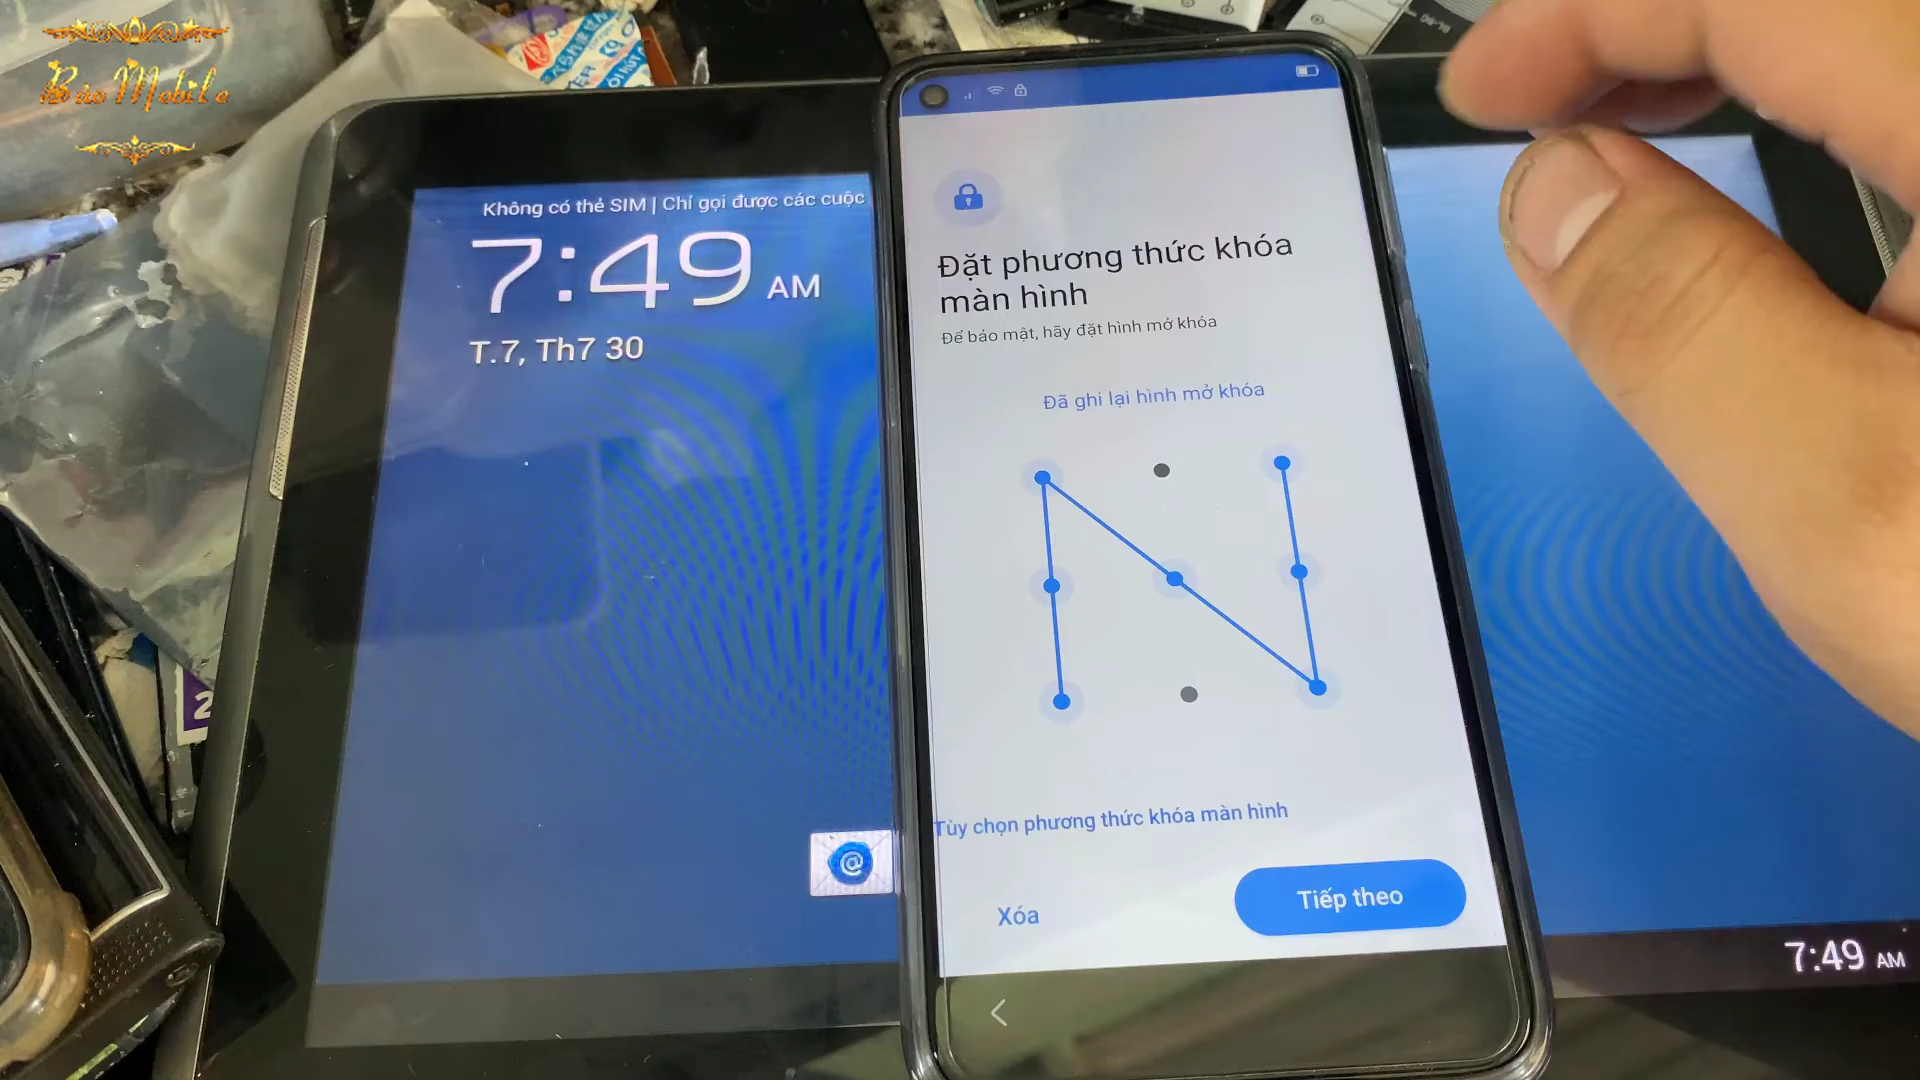 Bảo Mobile
Không có thẻ SIM | Chỉ gọi được các cuộc
7:49 AM
T.7, Th7 30
Đặt phương thức khóa
màn hình
Để bảo mật, hãy đặt hình mở khóa
Đã ghi lại hình mở khóa
Tùy chọn phương thức khóa màn hình
Xóa
Tiếp theo
@
2
7:49 AM